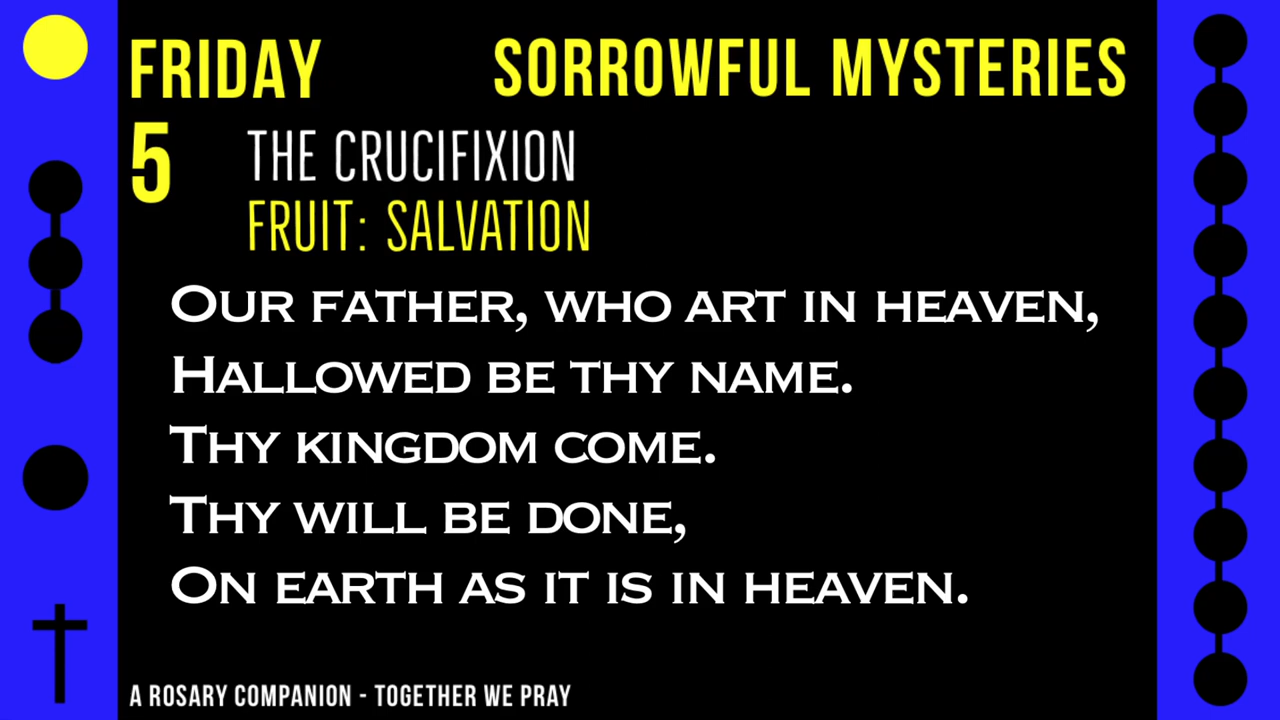 FRIDAY SORROWFUL MYSTERIES
5 THE CRUCIFIXION
FRUIT: SALVATION
OUR FATHER, WHO ART IN HEAVEN,
HALLOWED BE THY NAME.
THY KINGDOM COME.
THY WILL BE DONE,
ON EARTH AS IT IS IN HEAVEN.
A ROSARY COMPANION - TOGETHER WE PRAY